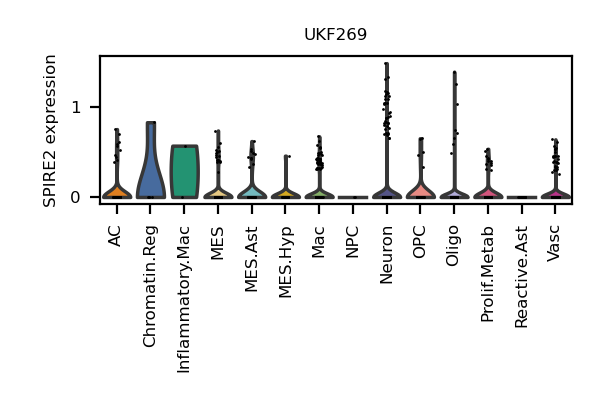 UKF269
SPIRE2 expression
1
0
AC
Chromatin.Reg
Inflammatory.Mac
MES
MES.Ast
MES.Hyp
Mac
NPC
Neuron
OPC
Oligo
Prolif.Metab
Reactive.Ast
Vasc